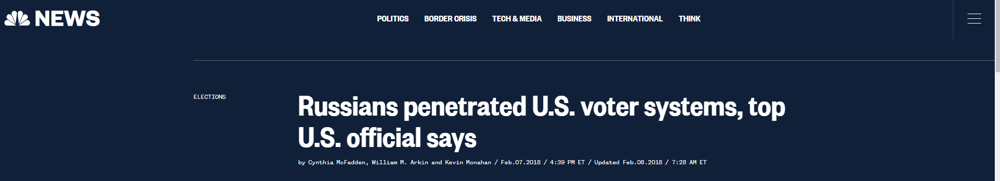 NEWS
POLITICS BORDER CRISIS TECH & MEDIA BUSINESS INTERNATIONAL THINK
ELECTIONS
Russians penetrated U.S. voter systems, top
U.S. official says
by Cynthia McFadden, William M. Arkin and Kevin Monahan / Feb.07.2018 / 4:39 PM ET / Updated Feb.08.2018 / 7:28 AM ET